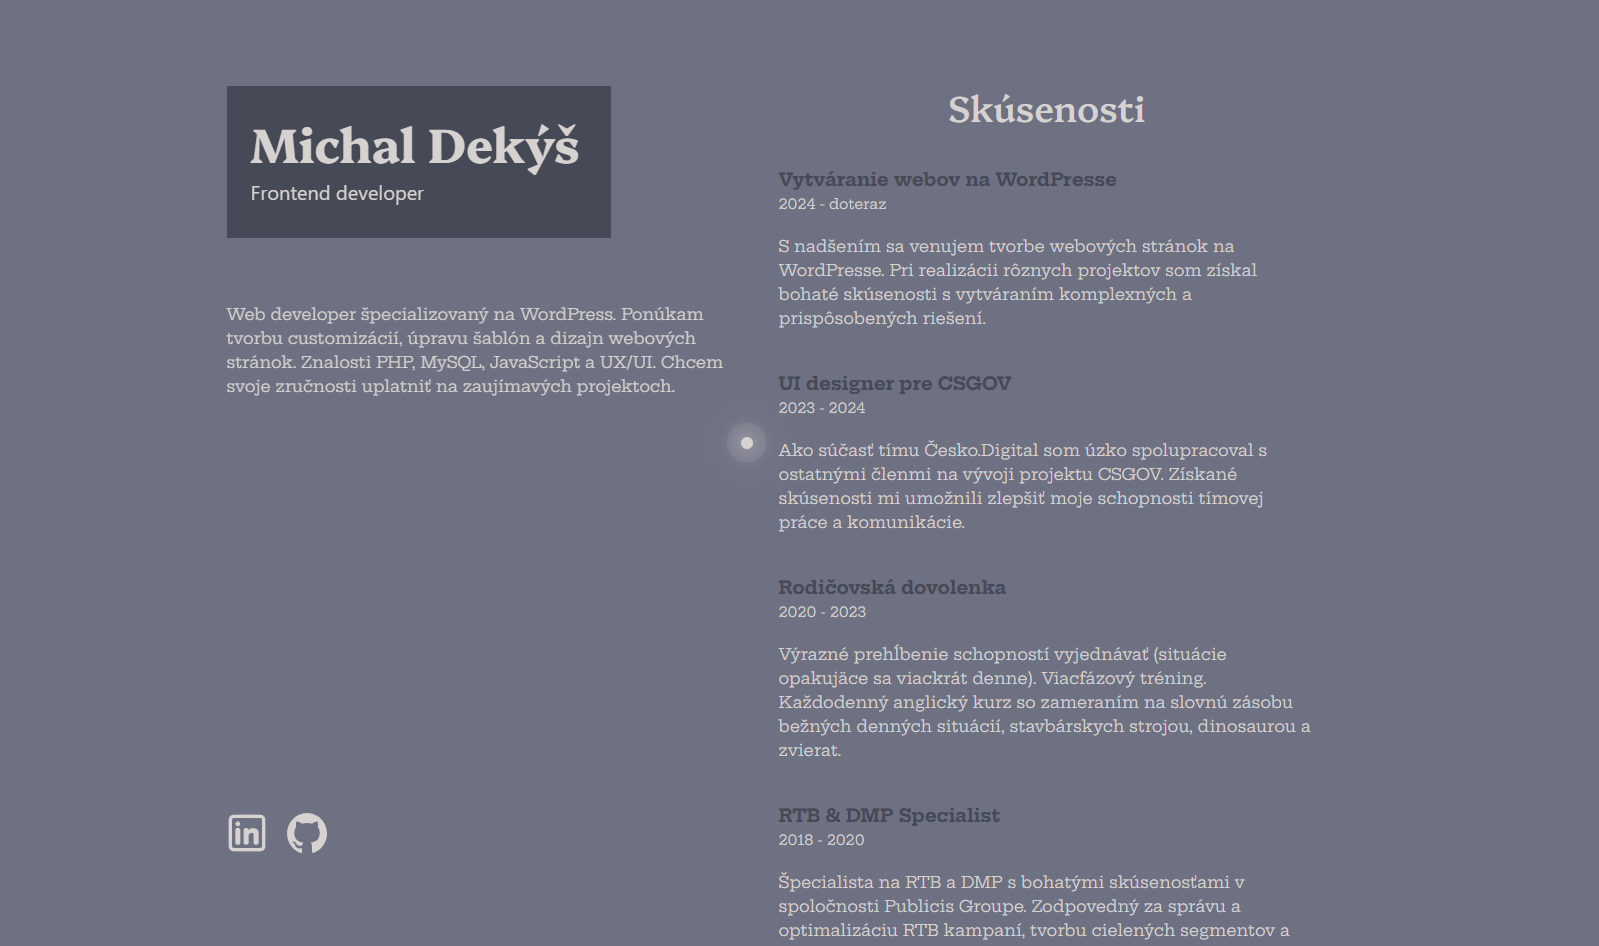 Michal Dekýš
Frontend developer
Web developer špecializovaný na WordPress. Ponúkam
tvorbu customizácií, úpravu šablón a dizajn webových
stránok. Znalosti PHP, MySQL, JavaScript a UX/UI. Chcem
svoje zručnosti uplatniť na zaujímavých projektoch.
in
Skúsenosti
Vytváranie webov na WordPresse
2024 - doteraz
S nadšením sa venujem tvorbe webových stránok na
WordPresse. Pri realizácii rôznych projektov som získal
bohaté skúsenosti s vytváraním komplexných a
prispôsobených riešení.
UI designer pre CSGOV
2023 - 2024
Ako súčasť tímu Česko.Digital som úzko spolupracoval s
ostatnými členmi na vývoji projektu CSGOV. Získané
skúsenosti mi umožnili zlepšiť moje schopnosti tímovej
práce a komunikácie.
Rodičovská dovolenka
2020 - 2023
Výrazné prehĺbenie schopností vyjednávať (situácie
opakujäce sa viackrát denne). Viacfázový tréning.
Každodenný anglický kurz so zameraním na slovnú zásobu
bežných denných situácií, stavbárskych strojou, dinosaurou a
zvierat.
RTB & DMP Specialist
2018 - 2020
Špecialista na RTB a DMP s bohatými skúsenosťami v
spoločnosti Publicis Groupe. Zodpovedný za správu a
optimalizáciu RTB kampaní, tvorbu cielených segmentov a